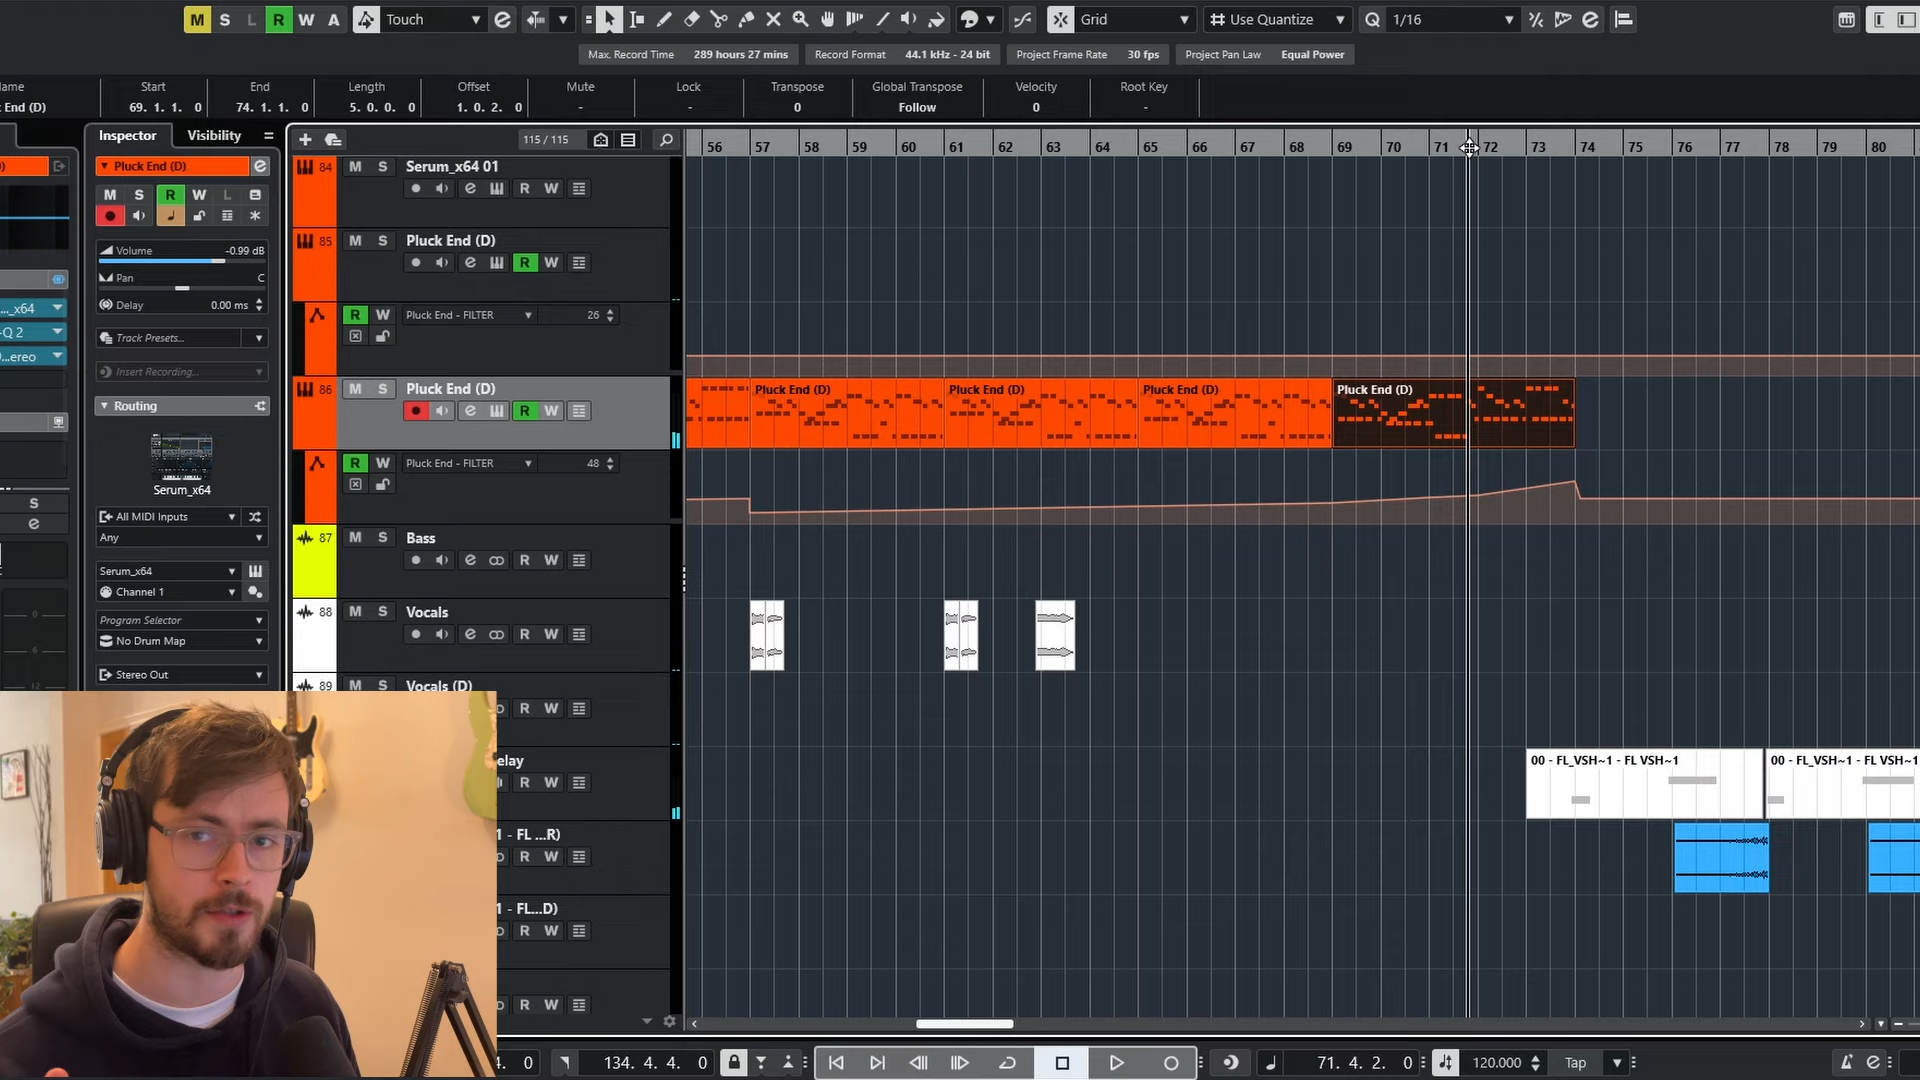 M S L R W A Touch Grid Use Quantize Q 1/16
Max. Record Time 289 hours 27 mins Record Format 44.1 kHz - 24 bit Project Frame Rate 30 fps Project Pan Law Equal Power
ame Start End Length Offset Mute Lock Transpose Global Transpose Velocity Root Key
End (D) 69. 1. 1. 0 74. 1. 1. 0 5. 0. 0. 0 1. 0. 2. 0 - - 0 Follow 0 -
Inspector Visibility 115 / 115
56 57 58 59 60 61 62 63 64 65 66 67 68 69 70 71 72 73 74 75 76 77 78 79 80
Pluck End (D)
M S R W L
Volume -0.99 dB
Pan C
Delay 0.00 ms
Track Presets...
Insert Recording...
Routing
Serum_x64
All MIDI Inputs
Any
Serum_x64
Channel 1
Program Selector
No Drum Map
Stereo Out
..._x64
-Q 2
...ereo
S
0
6
12
84 M S Serum_x64 01
R W
85 M S Pluck End (D)
R W
R W Pluck End - FILTER 26
86 M S Pluck End (D)
R W
R W Pluck End - FILTER 48
87 M S Bass
R W
88 M S Vocals
R W
89 M S Vocals (D)
R W
elay
R W
1 - FL ...R)
R W
1 - FL...D)
R W
R W
Pluck End (D) Pluck End (D) Pluck End (D) Pluck End (D)
00 - FL_VSH~1 - FL VSH~1 00 - FL_VSH~1 - FL VSH~1
4. 0 134. 4. 4. 0 71. 4. 2. 0 120.000 Tap